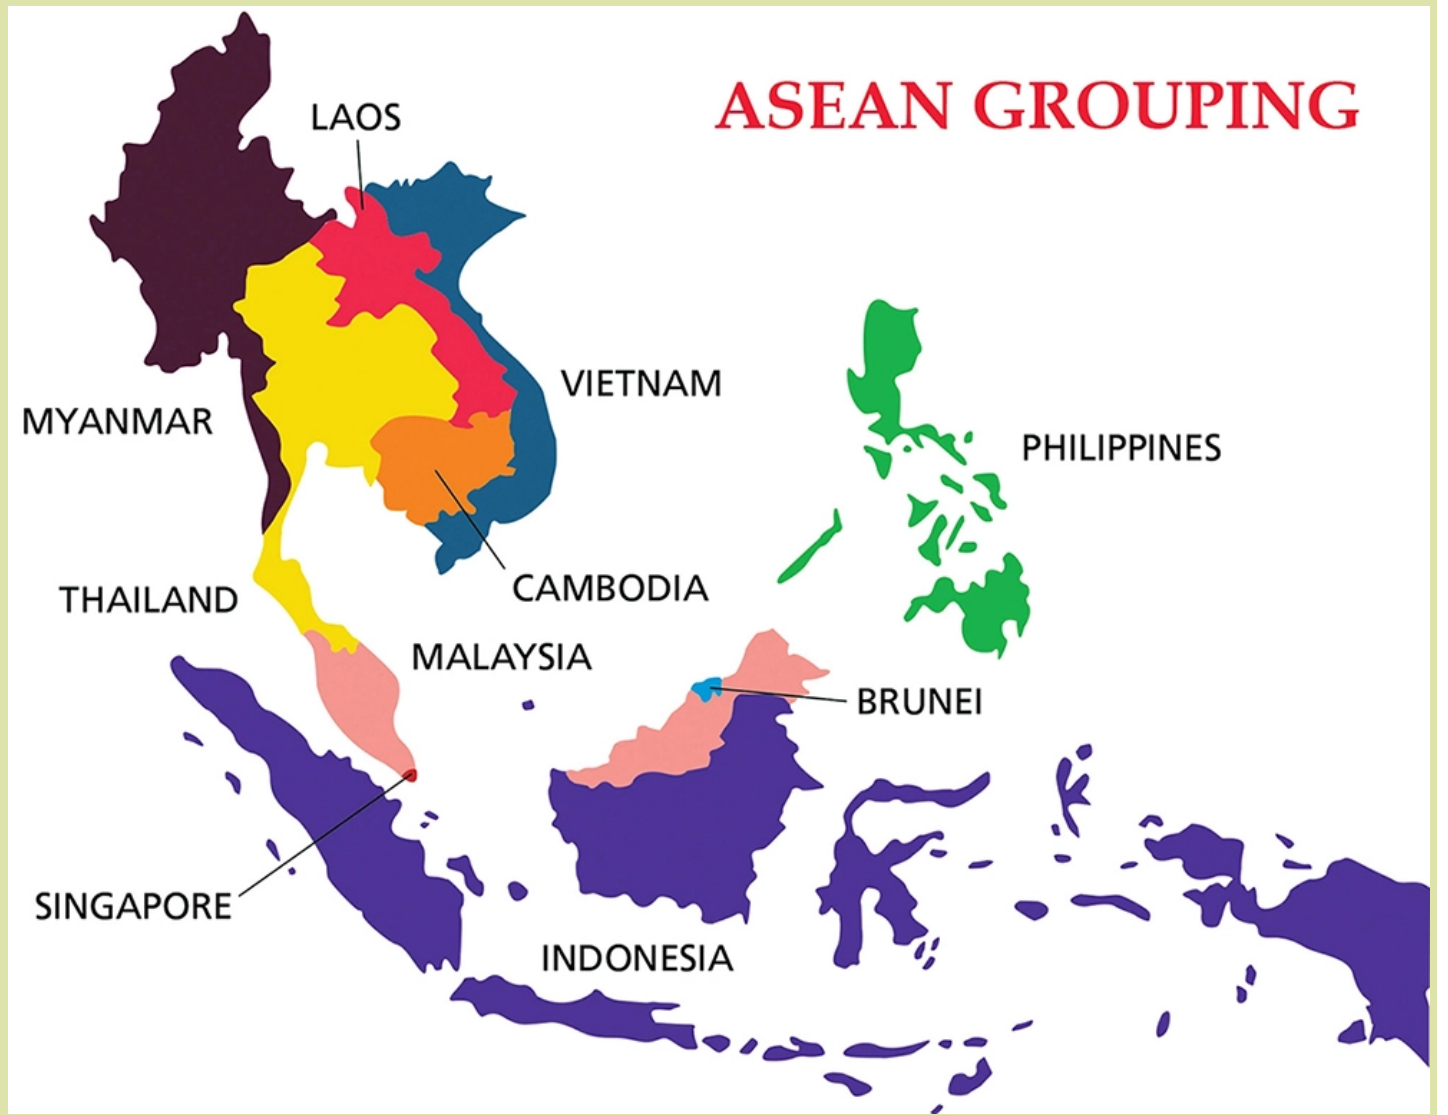 ASEAN GROUPING
LAOS
VIETNAM
MYANMAR
PHILIPPINES
CAMBODIA
THAILAND
MALAYSIA
BRUNEI
SINGAPORE
INDONESIA